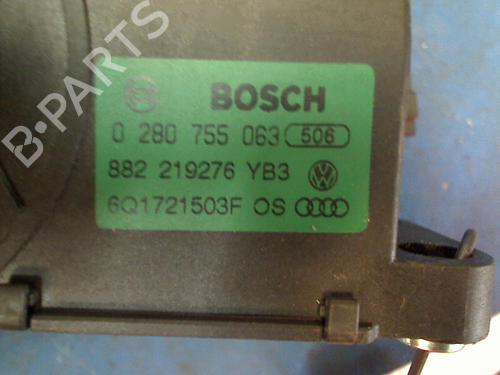 B-PARTS
BOSCH
0 280 755 063 506
882 219276 YB3
6Q1721503F OS